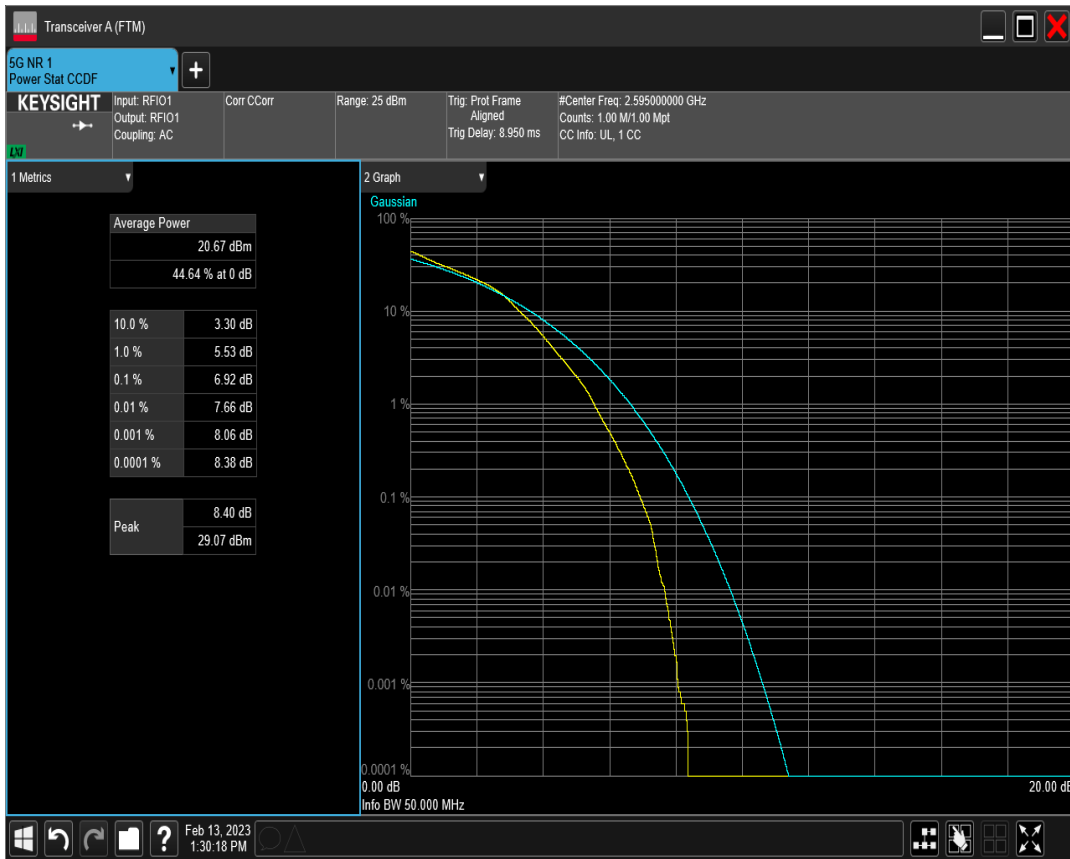 Transceiver A (FTM)
5G NR 1
Power Stat CCDF
+
KEYSIGHT
LXI
Input: RFIO1
Output: RFIO1
Coupling: AC
Corr CCorr
Range: 25 dBm
Trig: Prot Frame
Aligned
Trig Delay: 8.950 ms
#Center Freq: 2.595000000 GHz
Counts: 1.00 M/1.00 Mpt
CC Info: UL, 1 CC
1 Metrics
Average Power
20.67 dBm
44.64 % at 0 dB
10.0 % 3.30 dB
1.0 % 5.53 dB
0.1 % 6.92 dB
0.01 % 7.66 dB
0.001 % 8.06 dB
0.0001 % 8.38 dB
Peak 8.40 dB
29.07 dBm
2 Graph
Gaussian
100 %
10 %
1 %
0.1 %
0.01 %
0.001 %
0.0001 %
0.00 dB 20.00 dB
Info BW 50.000 MHz
?
Feb 13, 2023
1:30:18 PM